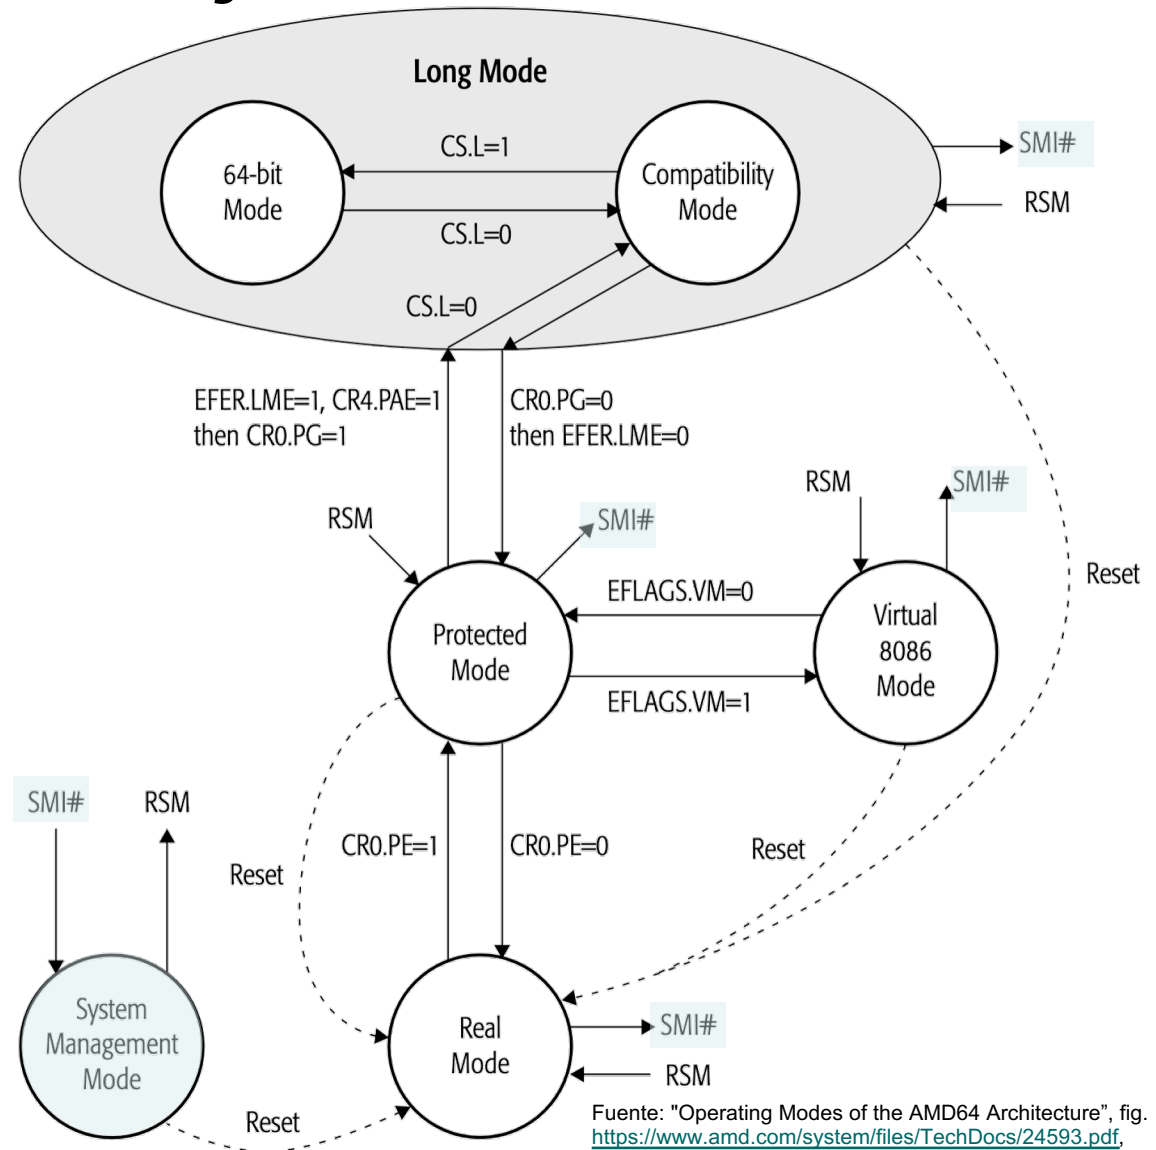 Long Mode
64-bit
Mode
CS.L=1
CS.L=0
Compatibility
Mode
SMI#
RSM
CS.L=0
EFER.LME=1, CR4.PAE=1
then CR0.PG=1
CR0.PG=0
then EFER.LME=0
RSM
SMI#
RSM
SMI#
Reset
Protected
Mode
EFLAGS.VM=0
EFLAGS.VM=1
Virtual
8086
Mode
SMI#
RSM
Reset
CR0.PE=1
CR0.PE=0
Reset
System
Management
Mode
Reset
Real
Mode
SMI#
RSM
Fuente: "Operating Modes of the AMD64 Architecture”, fig.
https://www.amd.com/system/files/TechDocs/24593.pdf,